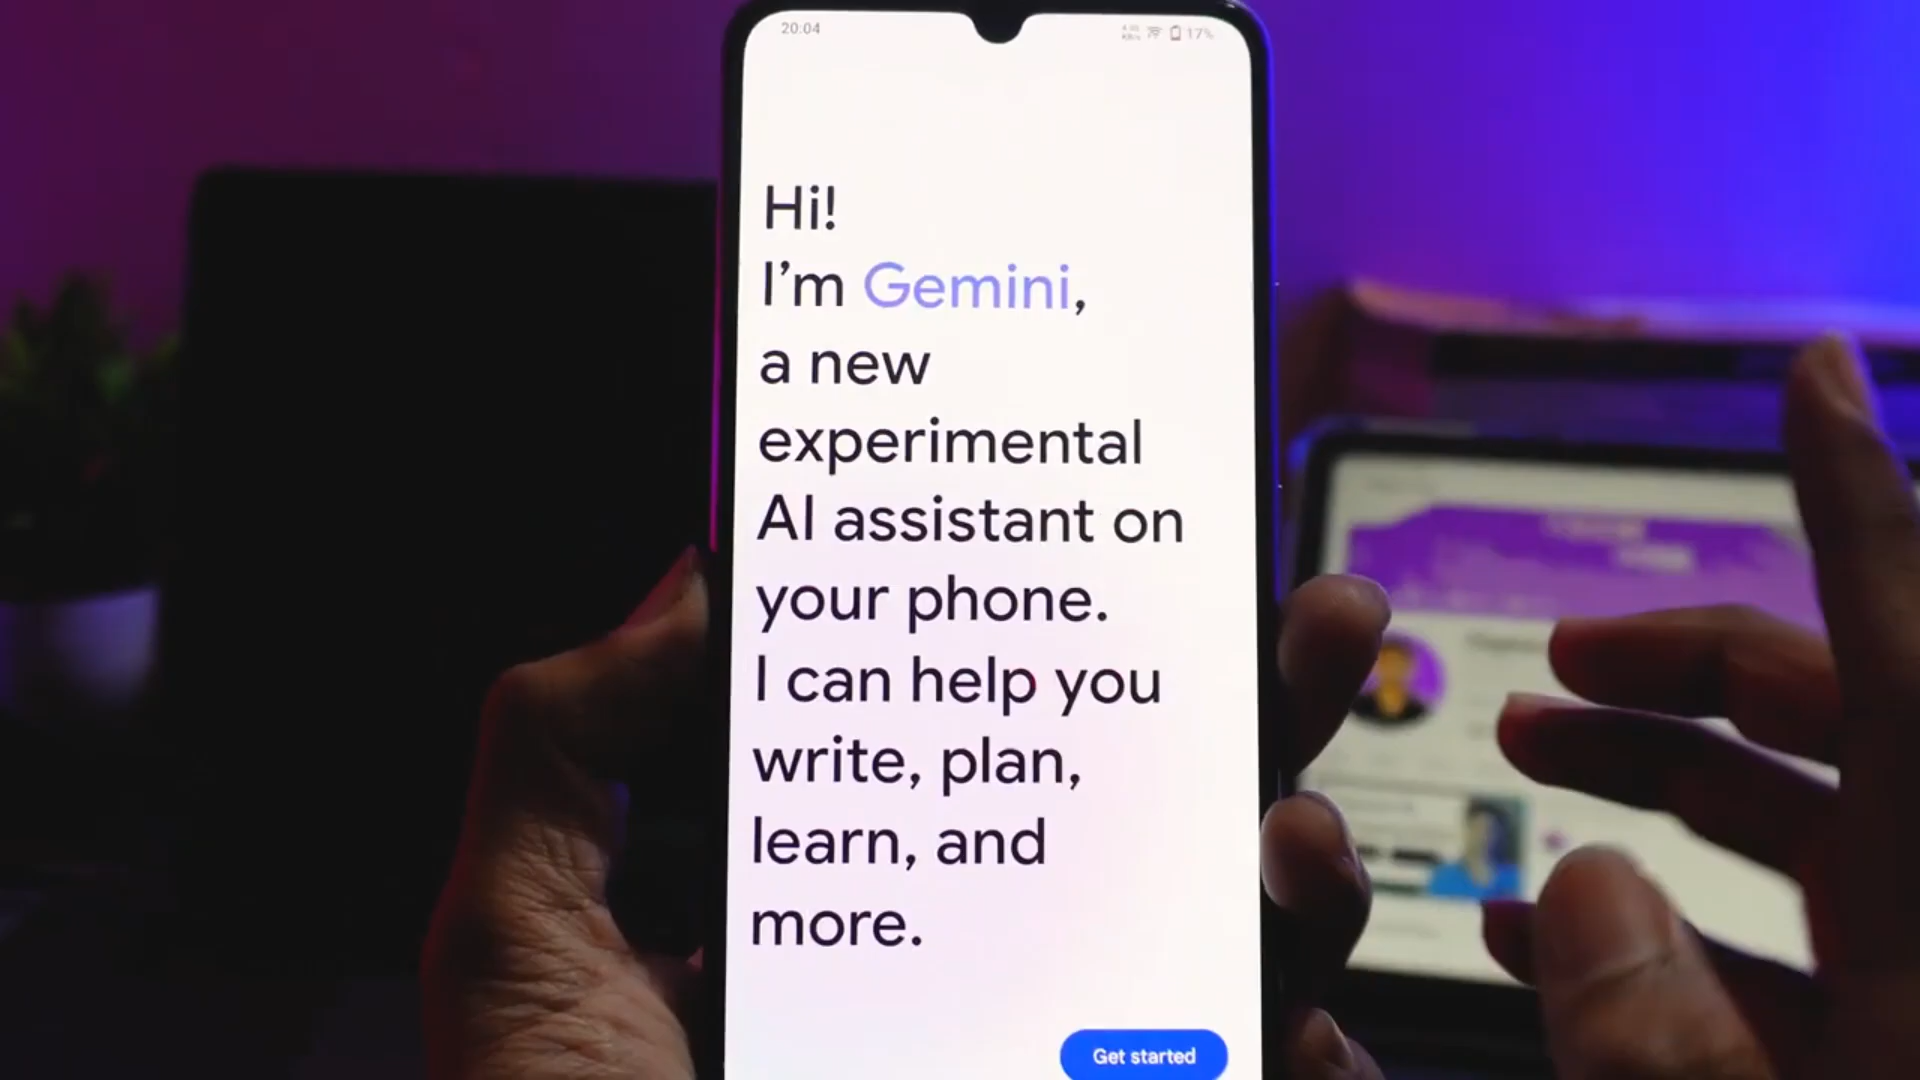 20:04
17%
Hi!
I'm Gemini,
a new
experimental
AI assistant on
your phone.
I can help you
write, plan,
learn, and
more.
Get started